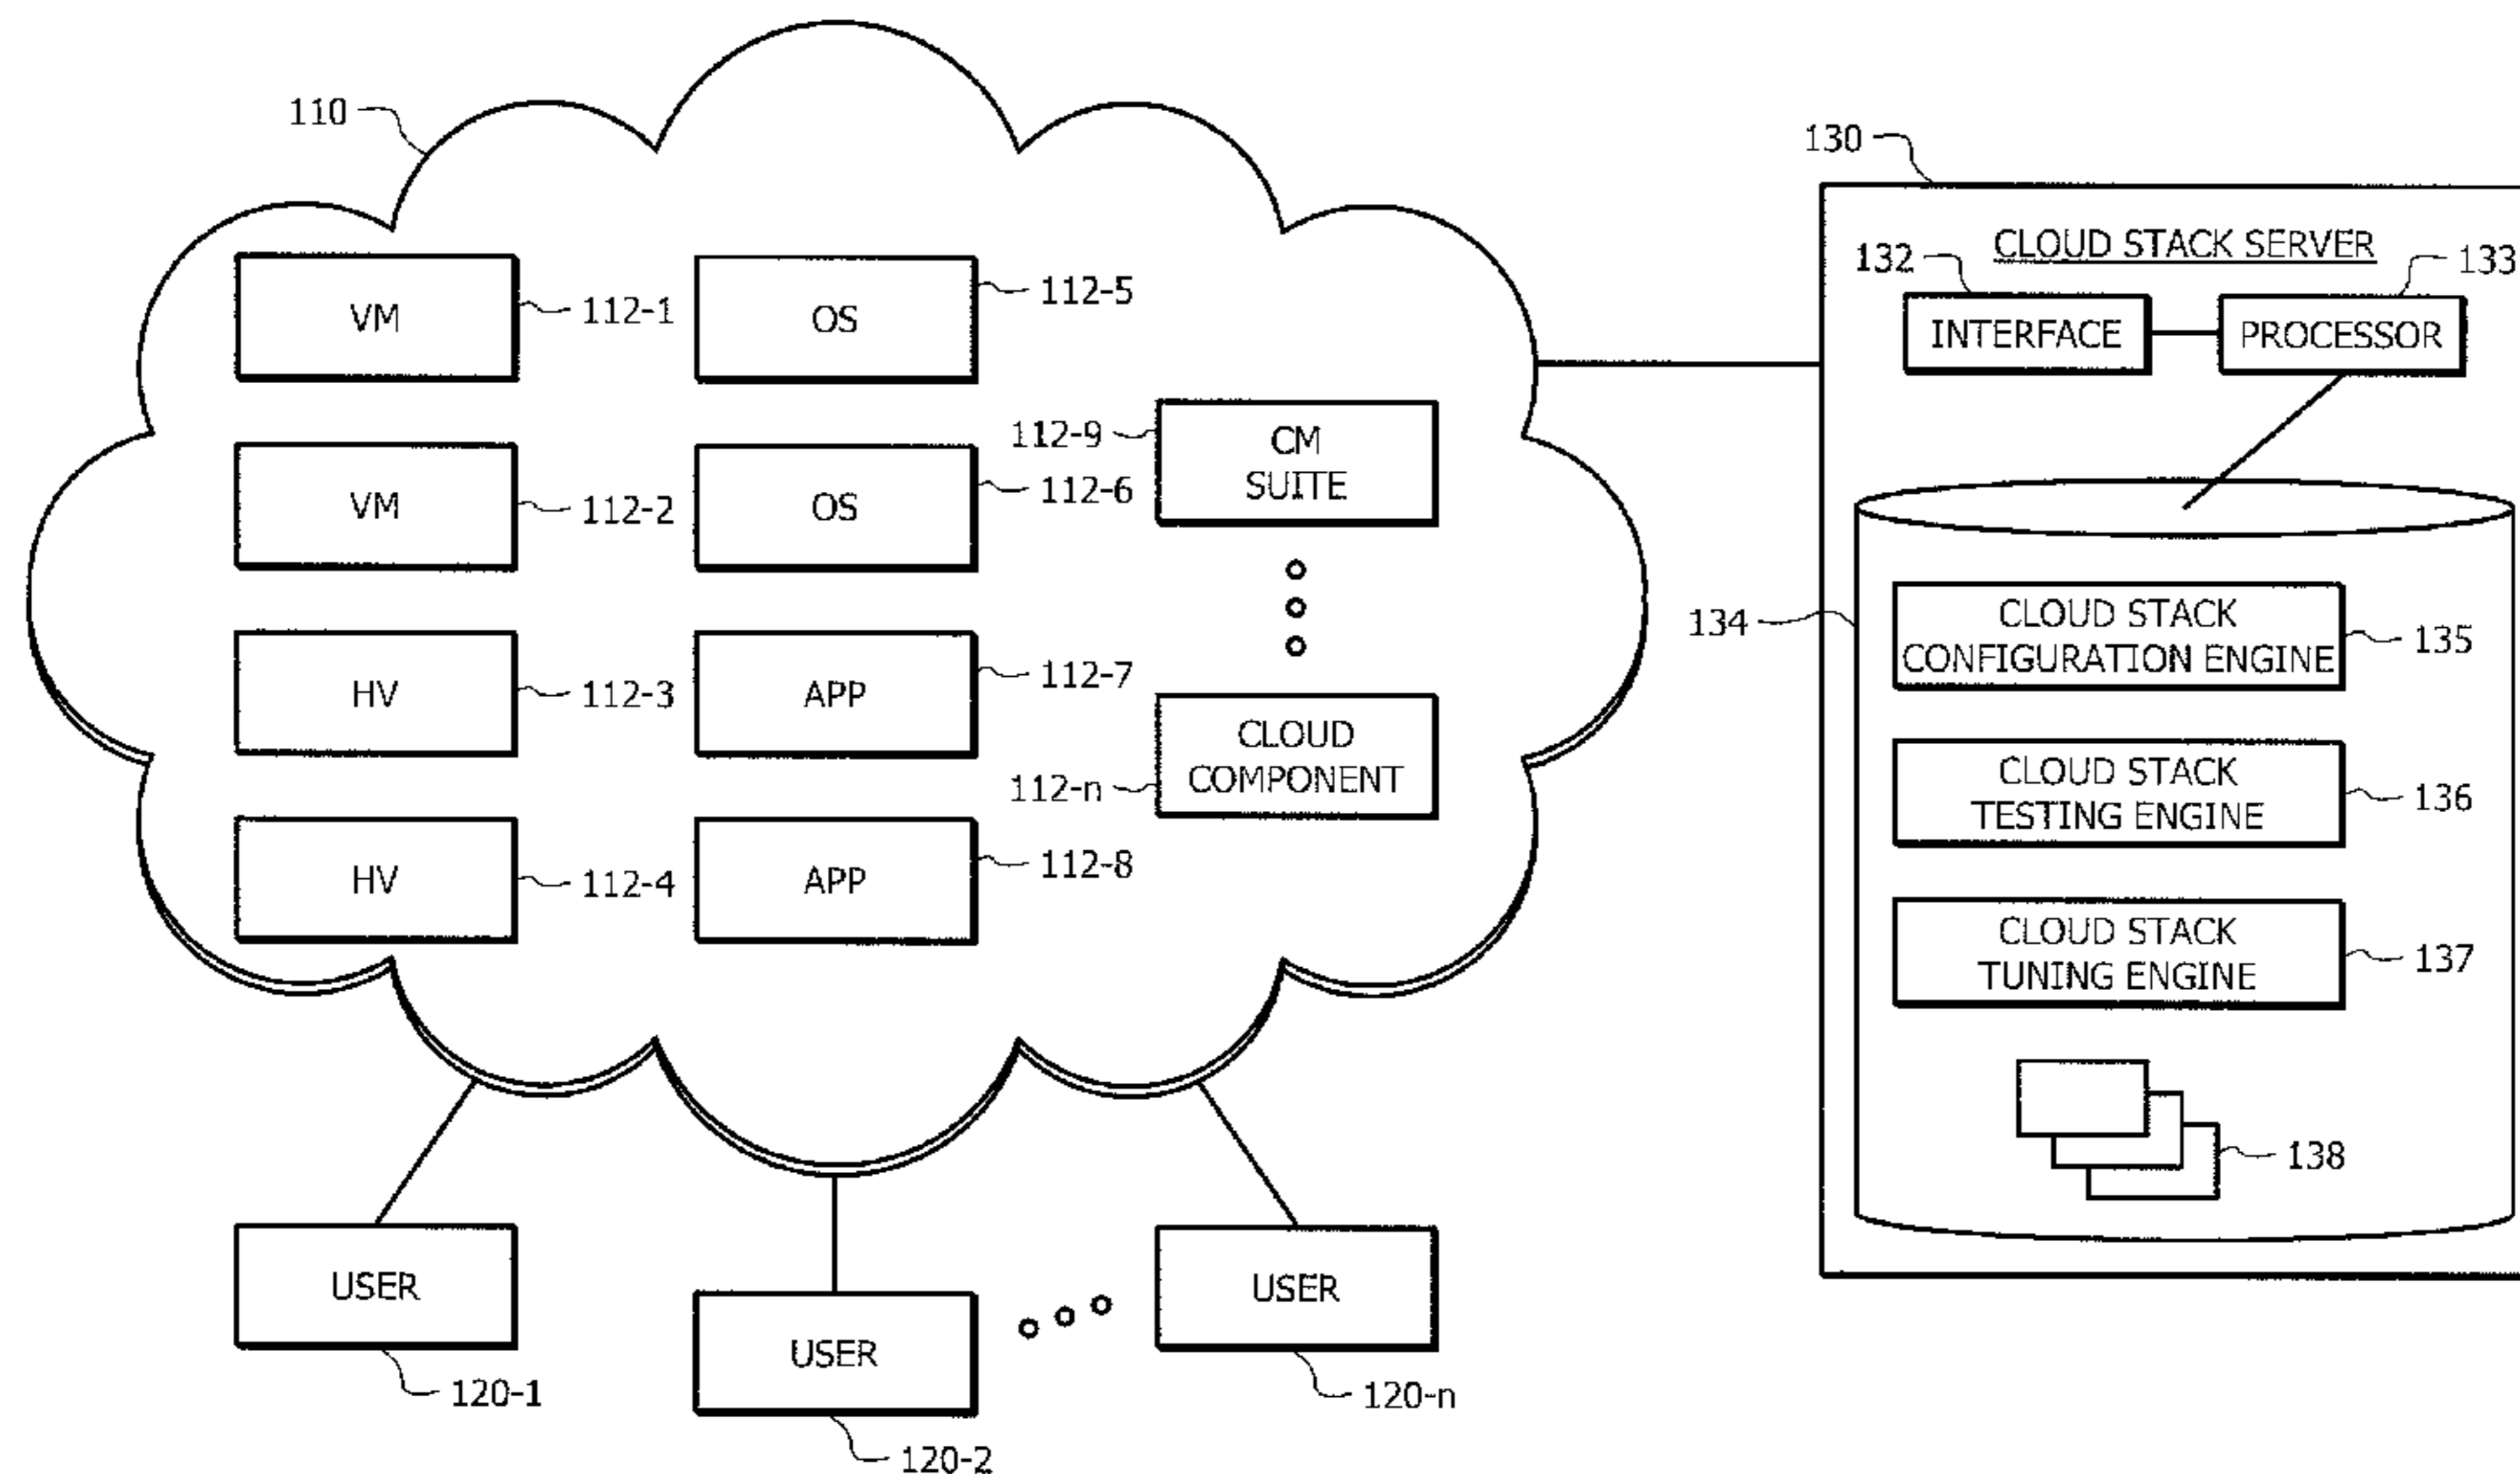 110
130
CLOUD STACK SERVER
132
133
INTERFACE
PROCESSOR
VM
112-1
OS
112-5
VM
112-2
OS
112-6
112-9
CM
SUITE
HV
112-3
APP
112-7
112-n
CLOUD
COMPONENT
HV
112-4
APP
112-8
134
CLOUD STACK
CONFIGURATION ENGINE
135
CLOUD STACK
TESTING ENGINE
136
CLOUD STACK
TUNING ENGINE
137
138
USER
120-1
USER
120-2
USER
120-n